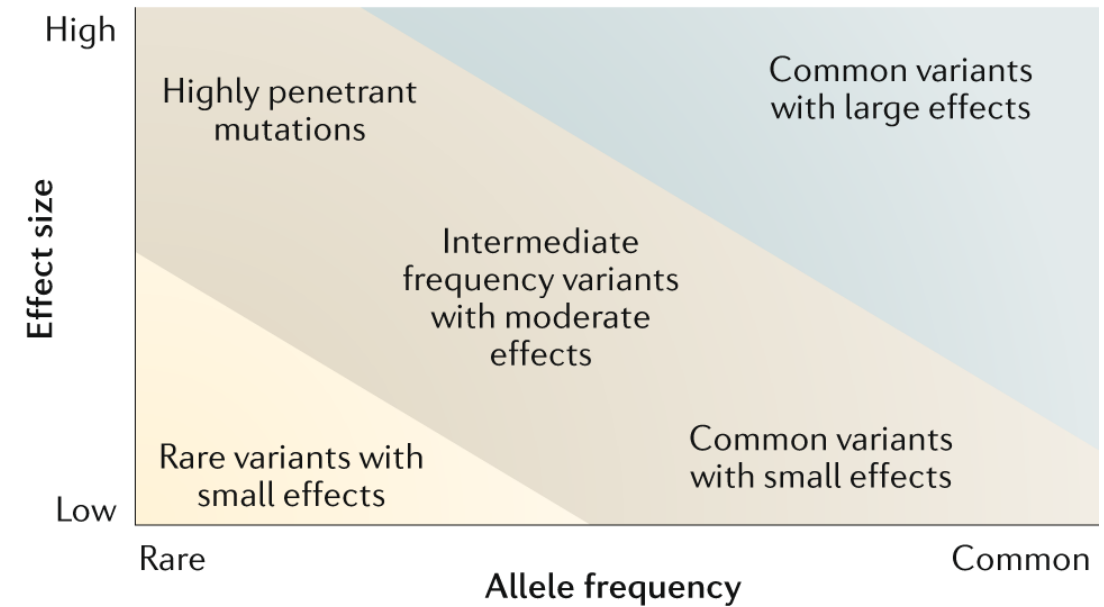 High
Highly penetrant
mutations
Common variants
with large effects
Effect size
Intermediate
frequency variants
with moderate
effects
Rare variants with
small effects
Common variants
with small effects
Low
Rare
Common
Allele frequency